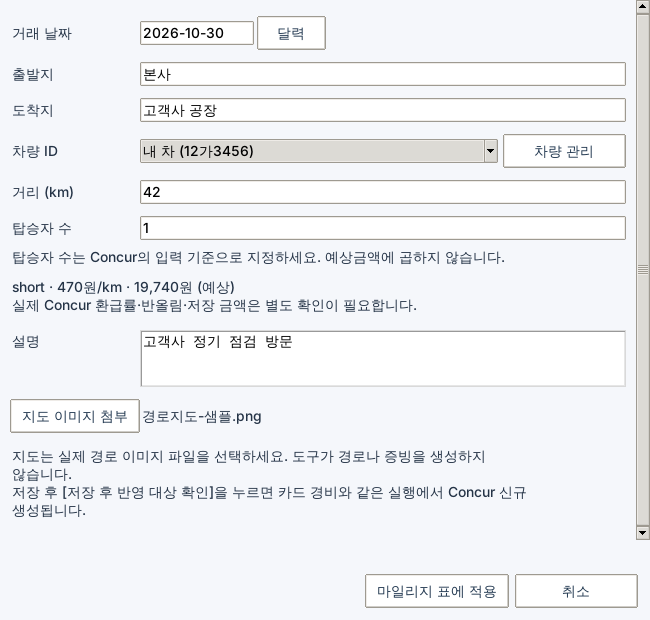 거래 날짜 2026-10-30 달력
출발지 본사
도착지 고객사 공장
차량 ID 내 차 (12가3456) 차량 관리
거리 (km) 42
탑승자 수 1
탑승자 수는 Concur의 입력 기준으로 지정하세요. 예상금액에 곱하지 않습니다.
short · 470원/km · 19,740원 (예상)
실제 Concur 환급률·반올림·저장 금액은 별도 확인이 필요합니다.
설명 고객사 정기 점검 방문
지도 이미지 첨부 경로지도-샘플.png
지도는 실제 경로 이미지 파일을 선택하세요. 도구가 경로나 증빙을 생성하지
않습니다.
저장 후 [저장 후 반영 대상 확인]을 누르면 카드 경비와 같은 실행에서 Concur 신규
생성됩니다.
마일리지 표에 적용 취소